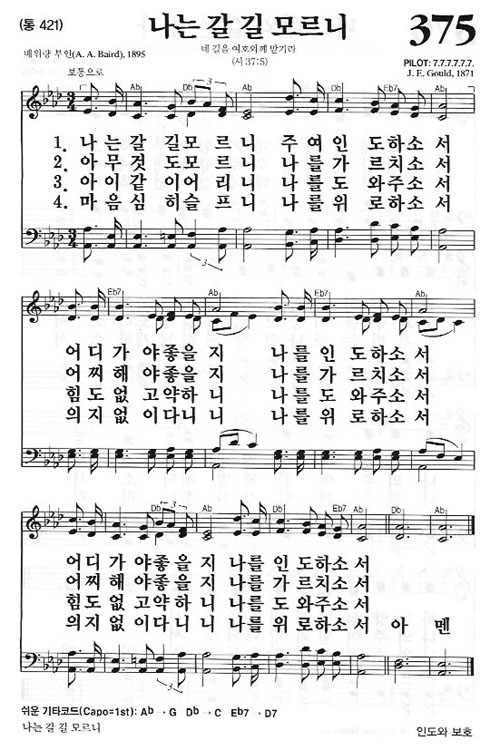 (통 421)
나는 갈 길 모르니
375
매위량 부인(A. A. Baird), 1895
네 길을 여호와께 맡기라
(시 37:5)
PILOT: 7.7.7.7.7.7.
J. E. Gould, 1871
보통으로
Ab Db Ab Db Eb7 Ab
3
1. 나는갈 길모르니 주여인 도하소서
2. 아무것 도모르니 나를가 르치소서
3. 아이같 이어리니 나를도 와주소서
4. 마음심 히슬프니 나를위 로하소서
3
Eb7 Eb7 Ab
어디가 야좋을지 나를인 도하소서
어찌해 야좋을지 나를가 르치소서
힘도없 고약하니 나를도 와주소서
의지없 이다니니 나를위 로하소서
Ab Db Ab Db Ab Eb7 Ab Db Ab
3
어디가 야좋을지 나를인 도하소서
어찌해 야좋을지 나를가 르치소서
힘도없 고약하니 나를도 와주소서
의지없 이다니니 나를위 로하소서 아 멘
쉬운 기타코드(Capo=1st): Ab → G Db → C Eb7 → D7
나는 갈 길 모르니
인도와 보호